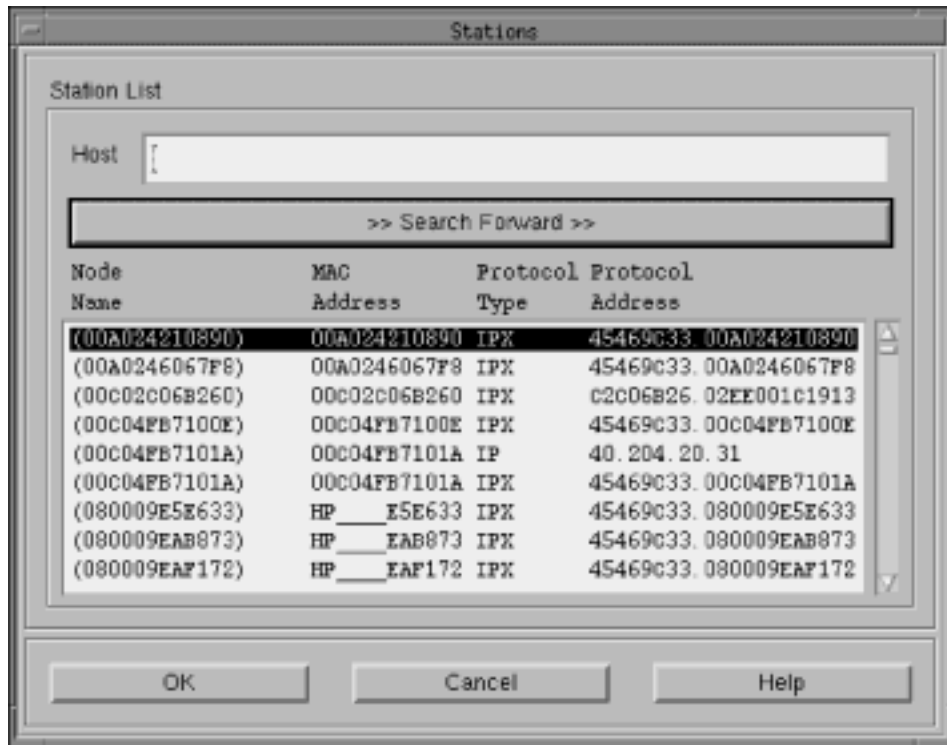 Stations
Station List
Host
>> Search Forward >>
Node MAC Protocol Protocol
Name Address Type Address
(00A024210890) 00A024210890 IPX 45469C33.00A024210890
(00A0246067F8) 00A0246067F8 IPX 45469C33.00A0246067F8
(00C02C06B260) 00C02C06B260 IPX C2C06B26.02EE001C1913
(00C04FB7100E) 00C04FB7100E IPX 45469C33.00C04FB7100E
(00C04FB7101A) 00C04FB7101A IP 40.204.20.31
(00C04FB7101A) 00C04FB7101A IPX 45469C33.00C04FB7101A
(080009E5E633) HP____E5E633 IPX 45469C33.080009E5E633
(080009EAB873) HP____EAB873 IPX 45469C33.080009EAB873
(080009EAF172) HP____EAF172 IPX 45469C33.080009EAF172
OK Cancel Help